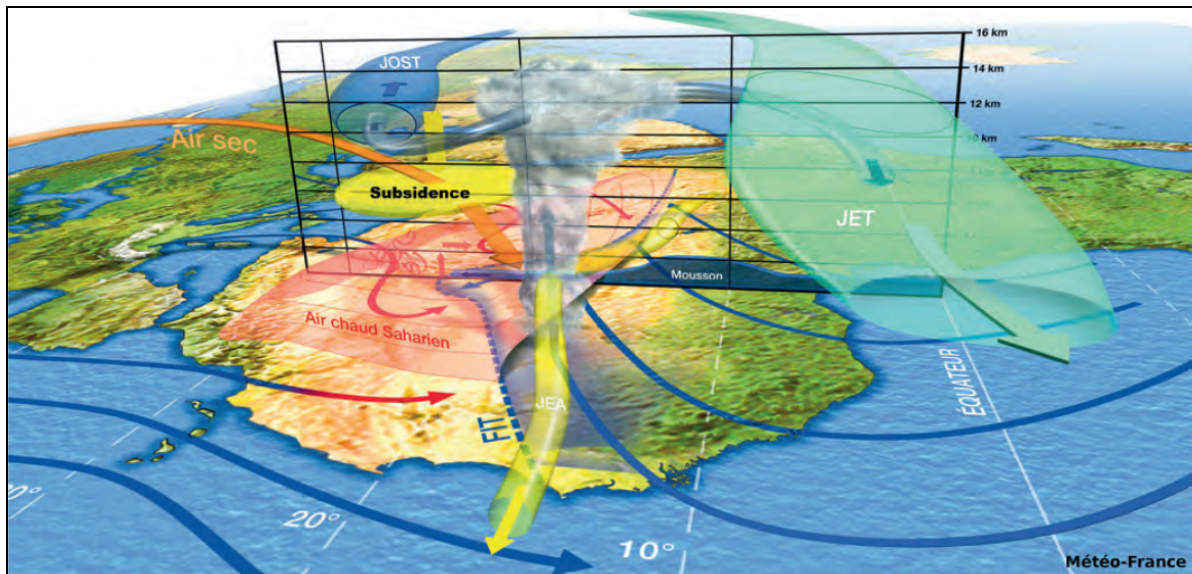 16 km
14 km
12 km
10 km
JOST
Air sec
Subsidence
JET
Mousson
Air chaud Saharien
JEA
FIT
ÉQUATEUR
20°
10°
Météo-France